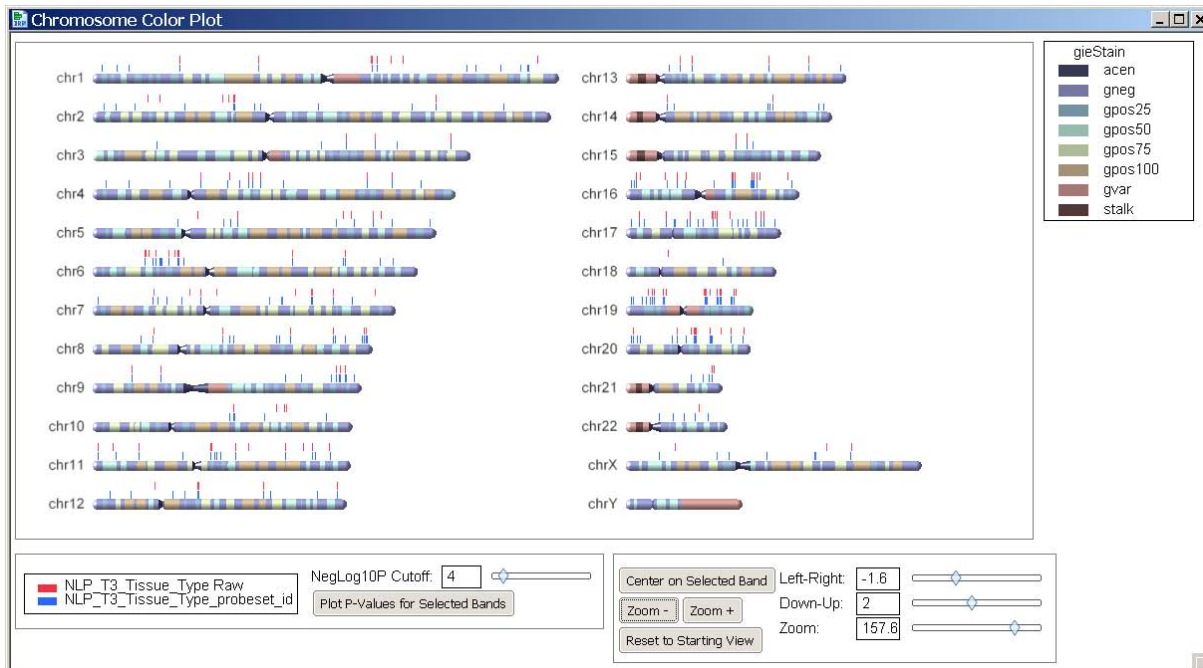 Chromosome Color Plot
chr1
chr2
chr3
chr4
chr5
chr6
chr7
chr8
chr9
chr10
chr11
chr12
chr13
chr14
chr15
chr16
chr17
chr18
chr19
chr20
chr21
chr22
chrX
chrY
gieStain
acen
gneg
gpos25
gpos50
gpos75
gpos100
gvar
stalk
NLP_T3_Tissue_Type Raw
NLP_T3_Tissue_Type_probeset_id
NegLog10P Cutoff: 4
Plot P-Values for Selected Bands
Center on Selected Band
Zoom - Zoom +
Reset to Starting View
Left-Right: -1.6
Down-Up: 2
Zoom: 157.6